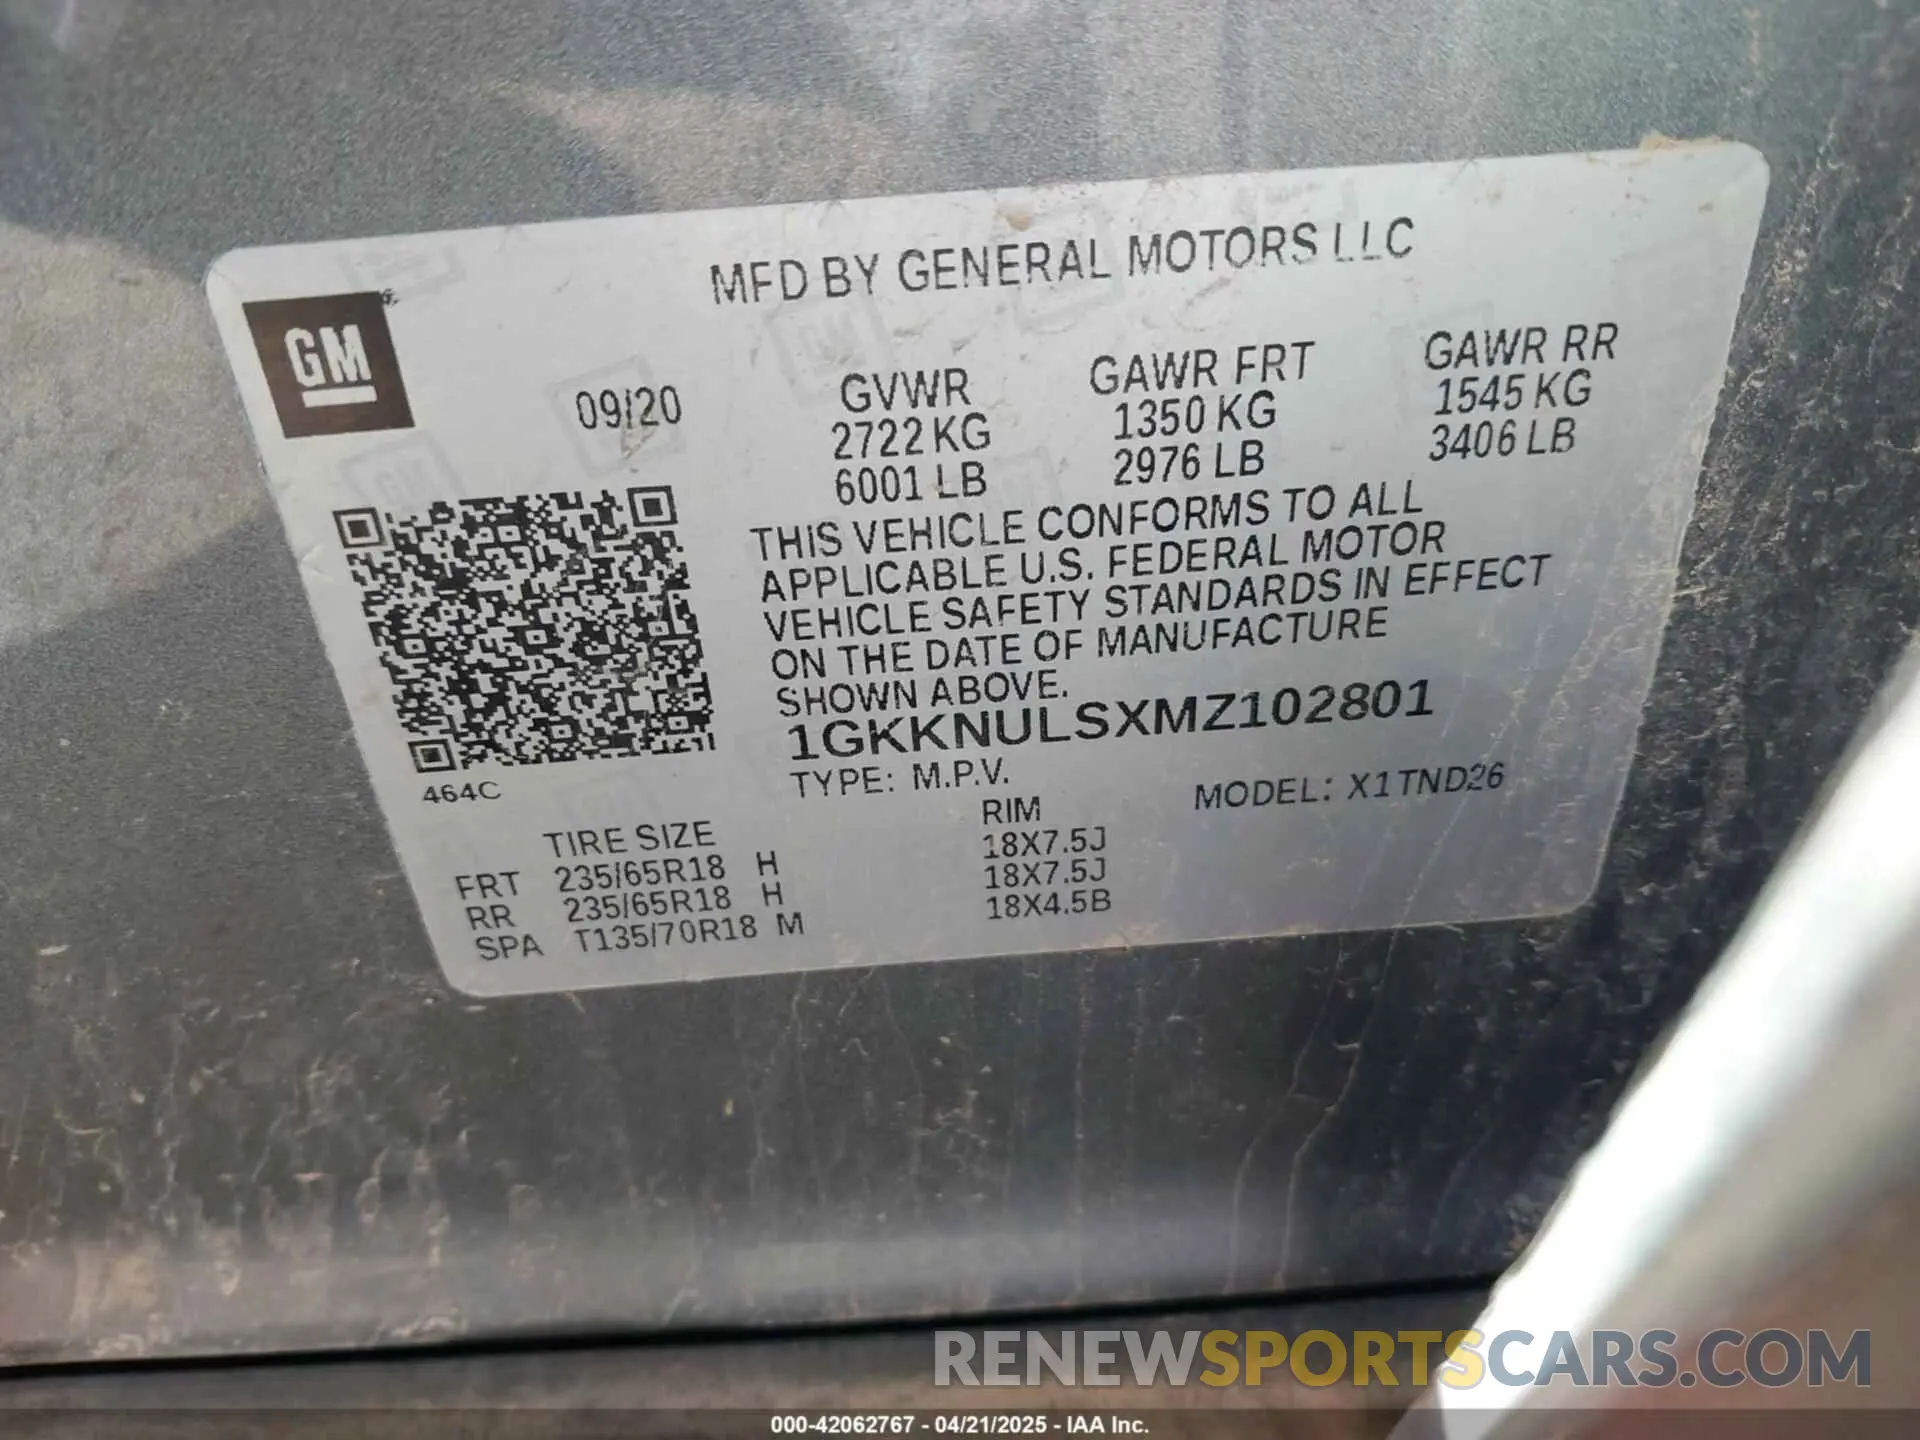 MFD BY GENERAL MOTORS LLC
GM
09/20
GVWR GAWR FRT GAWR RR
2722 KG 1350 KG 1545 KG
6001 LB 2976 LB 3406 LB
THIS VEHICLE CONFORMS TO ALL
APPLICABLE U.S. FEDERAL MOTOR
VEHICLE SAFETY STANDARDS IN EFFECT
ON THE DATE OF MANUFACTURE
SHOWN ABOVE.
1GKKNULSXMZ102801
TYPE: M.P.V. MODEL: X1TND26
464C
TIRE SIZE RIM
FRT 235/65R18 H 18X7.5J
RR 235/65R18 H 18X7.5J
SPA T135/70R18 M 18X4.5B
RENEWSPORTSCARS.COM
000-42062767 - 04/21/2025 - IAA Inc.